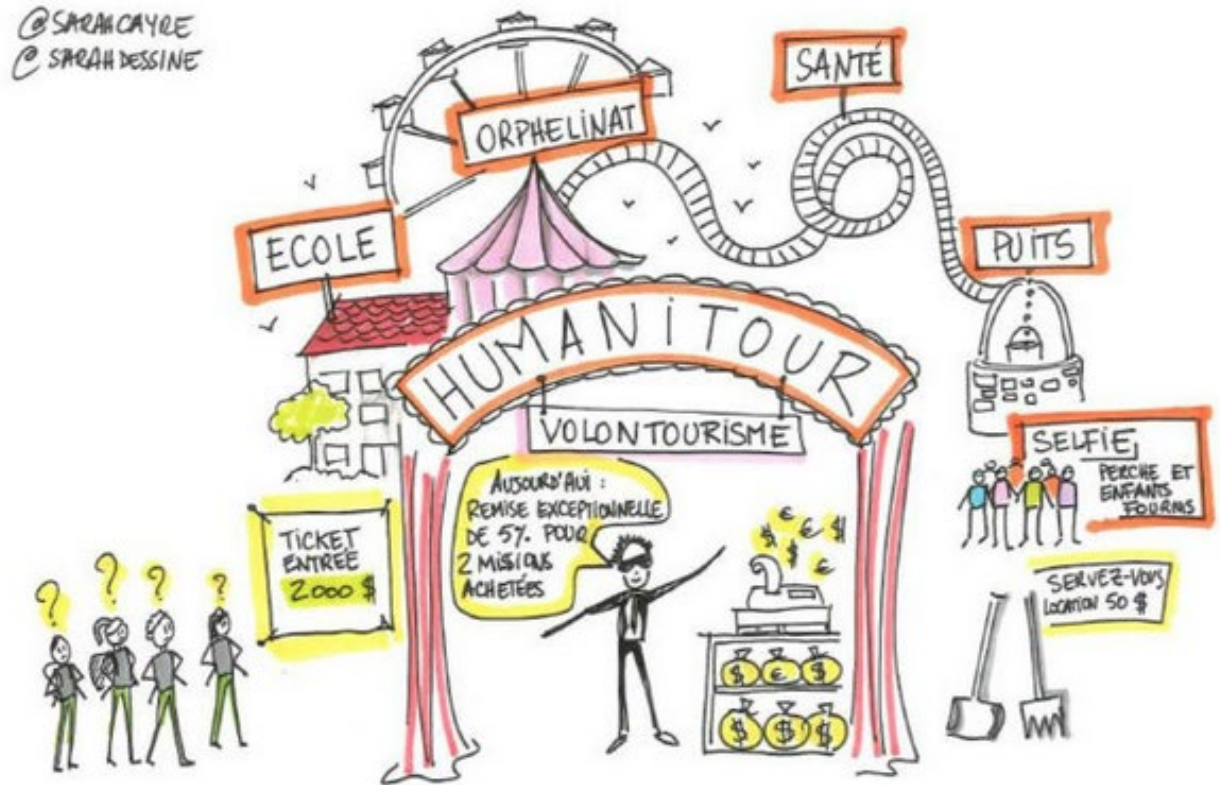 @SARAHCAYRE
@SARAHDESSINE
SANTÉ
ORPHELINAT
ECOLE
PUITS
HUMANITOUR
VOLONTOURISME
SELFIE,
PERCHE ET
ENFANTS
FOURNIS
AUJOURD'HUI :
REMISE EXCEPTIONNELLE
DE 5% POUR
2 MISSIONS
ACHETÉES
TICKET
ENTRÉE
2000 $
SERVEZ-VOUS
LOCATION 50 $
? ? ? ?
€ € $
$ $ €
$ € $
$ $ $